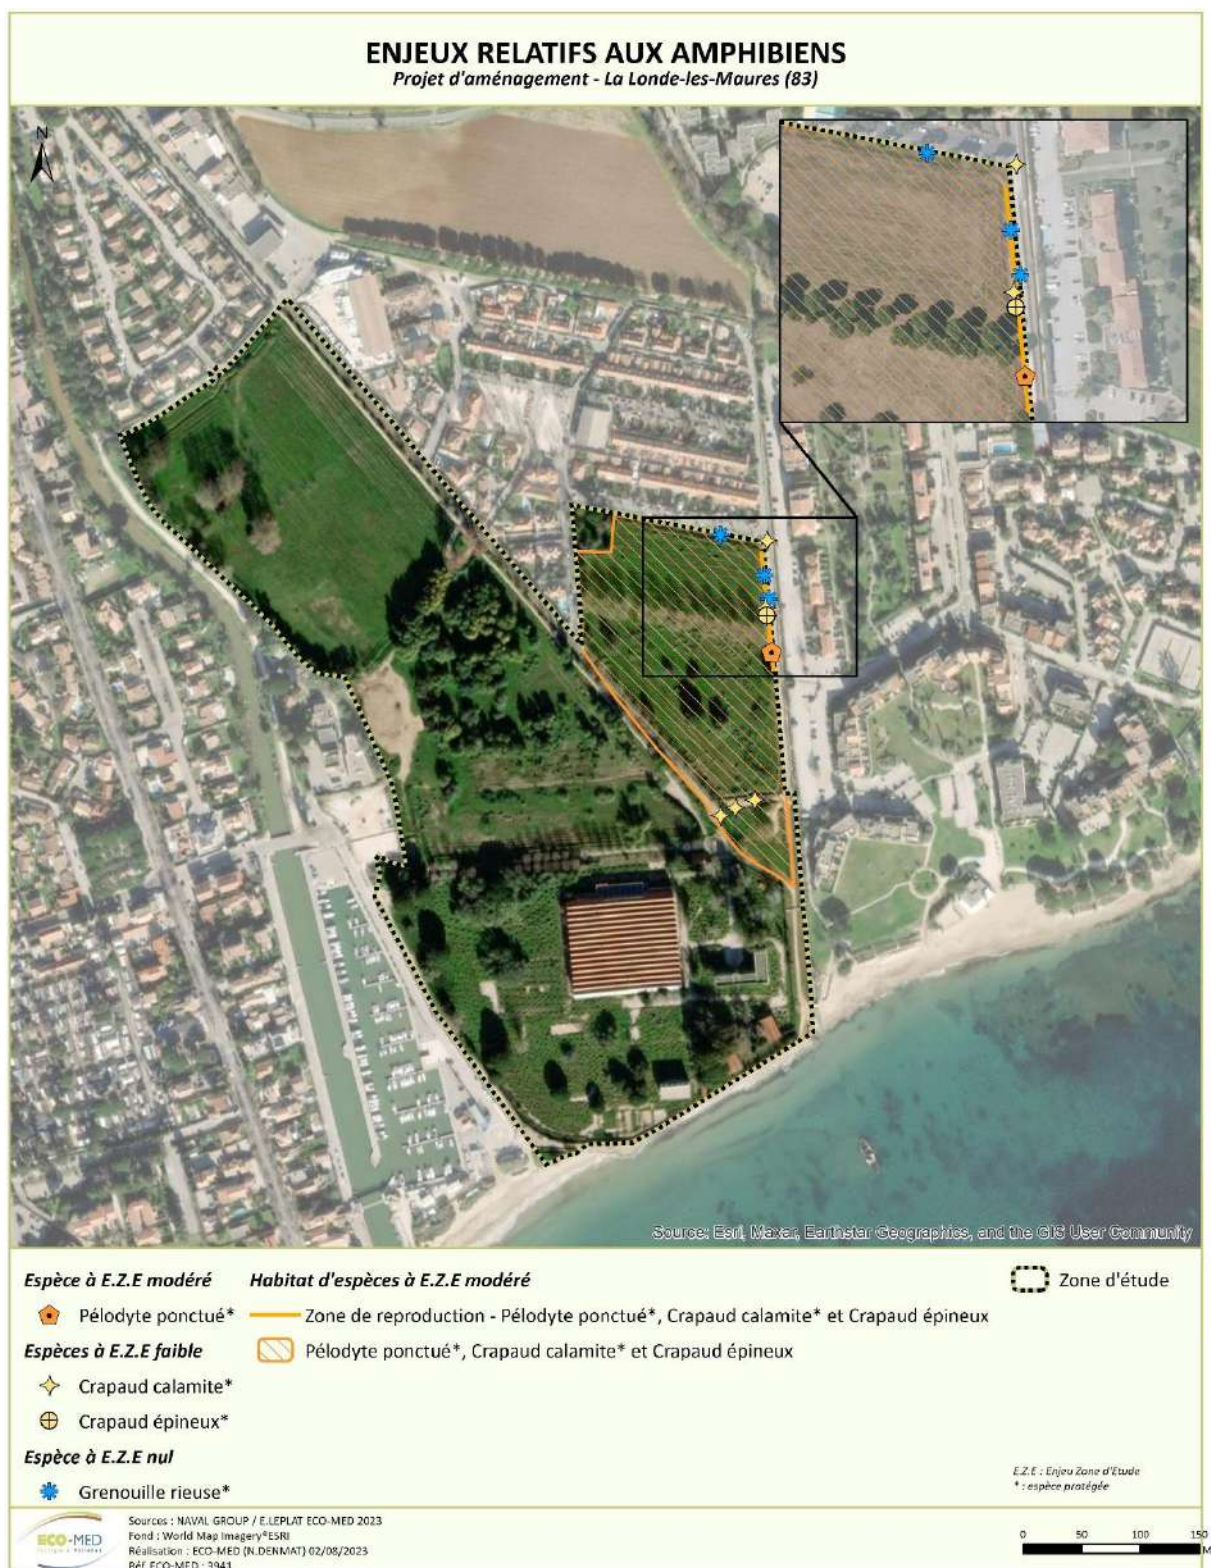 ENJEUX RELATIFS AUX AMPHIBIENS
Projet d'aménagement - La Londe-les-Maures (83)
N
Source: Esri, Maxar, Earthstar Geographics, and the GIS User Community
Espèce à E.Z.E modéré
Pélodyte ponctué*
Espèces à E.Z.E faible
Crapaud calamite*
Crapaud épineux*
Espèce à E.Z.E nul
Grenouille rieuse*
Habitat d'espèces à E.Z.E modéré
Zone de reproduction - Pélodyte ponctué*, Crapaud calamite* et Crapaud épineux
Pélodyte ponctué*, Crapaud calamite* et Crapaud épineux
Zone d'étude
E.Z.E : Enjeu Zone d'Etude
* : espèce protégée
ECO-MED
Sources : NAVAL GROUP / E.LEPLAT ECO-MED 2023
Fond : World Map Imagery©ESRI
Réalisation : ECO-MED (N.DENMAT) 02/08/2023
Réf ECO-MED : 3941
0 50 100 150
M